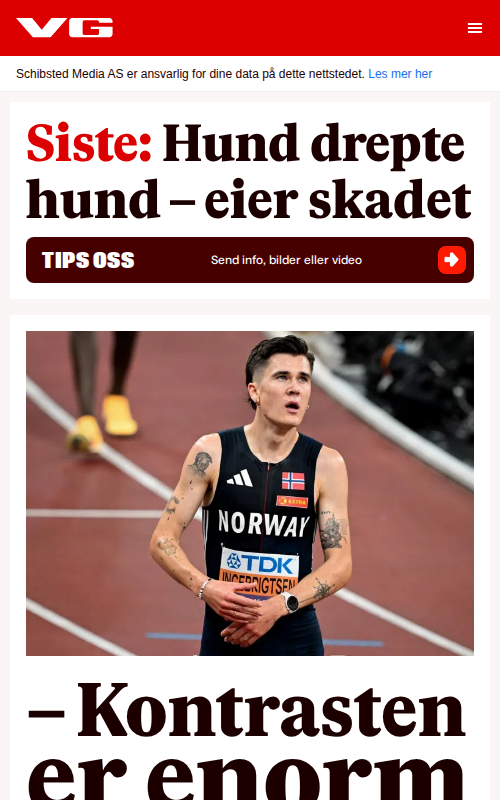 VG
Schibsted Media AS er ansvarlig for dine data på dette nettstedet. Les mer her
Siste: Hund drepte
hund – eier skadet
TIPS OSS
Send info, bilder eller video
EXTRA
NORWAY
TDK
INGEBRIGTSEN
– Kontrasten
er enorm